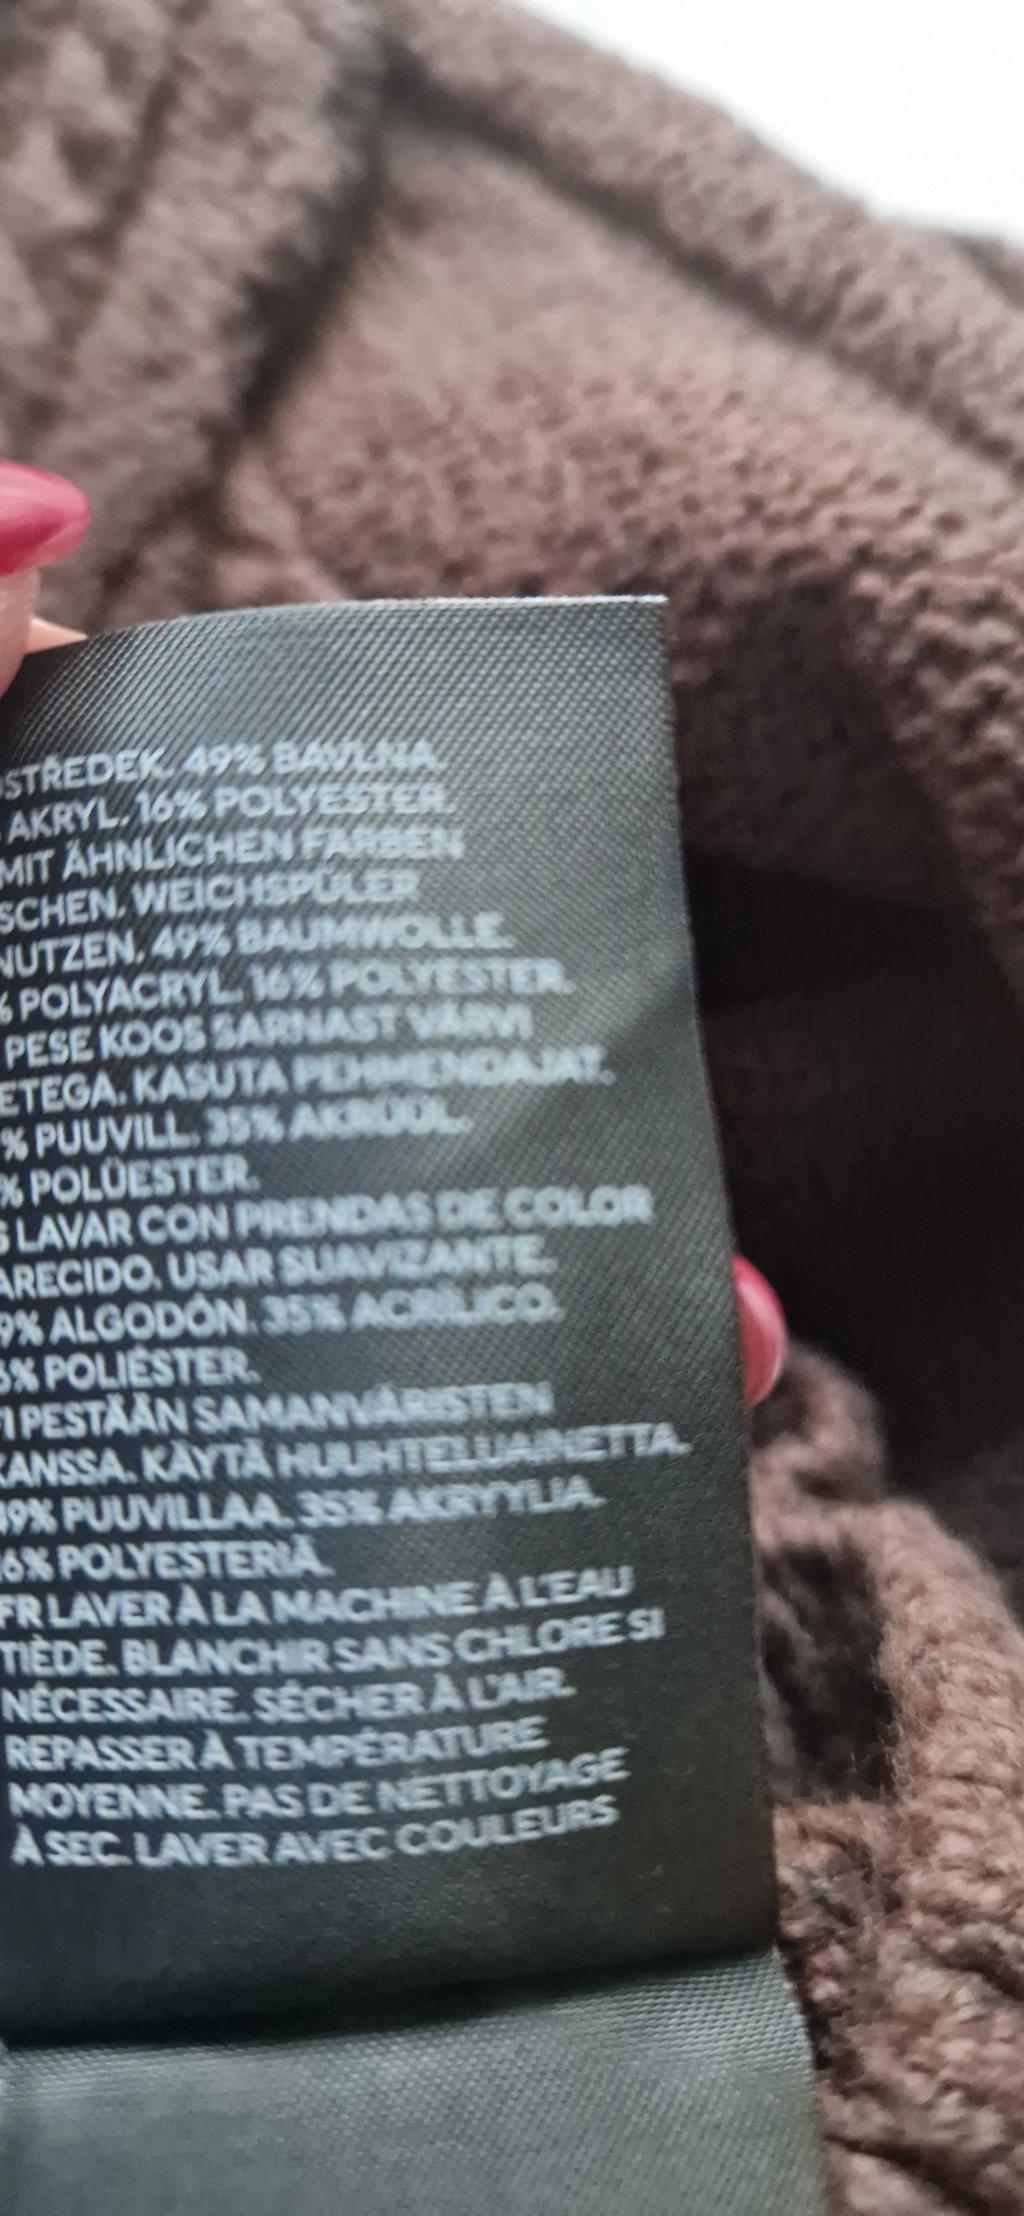 OSTŘEDEK. 49% BAVLNA.
AKRYL. 16% POLYESTER.
MIT ÄHNLICHEN FARBEN
SCHEN. WEICHSPÜLER
NUTZEN. 49% BAUMWOLLE.
% POLYACRYL. 16% POLYESTER.
PESE KOOS SARNAST VÄRVI
ETEGA. KASUTA PEHMENDAJAT.
% PUUVILL. 35% AKRÜÜL.
% POLÜESTER.
S LAVAR CON PRENDAS DE COLOR
ARECIDO. USAR SUAVIZANTE.
9% ALGODÓN. 35% ACRÍLICO.
6% POLIÉSTER.
FI PESTÄÄN SAMANVÄRISTEN
KANSSA. KÄYTÄ HUUHTELUAINETTA.
49% PUUVILLAA. 35% AKRYYLIA.
16% POLYESTERIÄ.
FR LAVER À LA MACHINE À L'EAU
TIÈDE. BLANCHIR SANS CHLORE SI
NÉCESSAIRE. SÉCHER À L'AIR.
REPASSER À TEMPÉRATURE
MOYENNE. PAS DE NETTOYAGE
À SEC. LAVER AVEC COULEURS